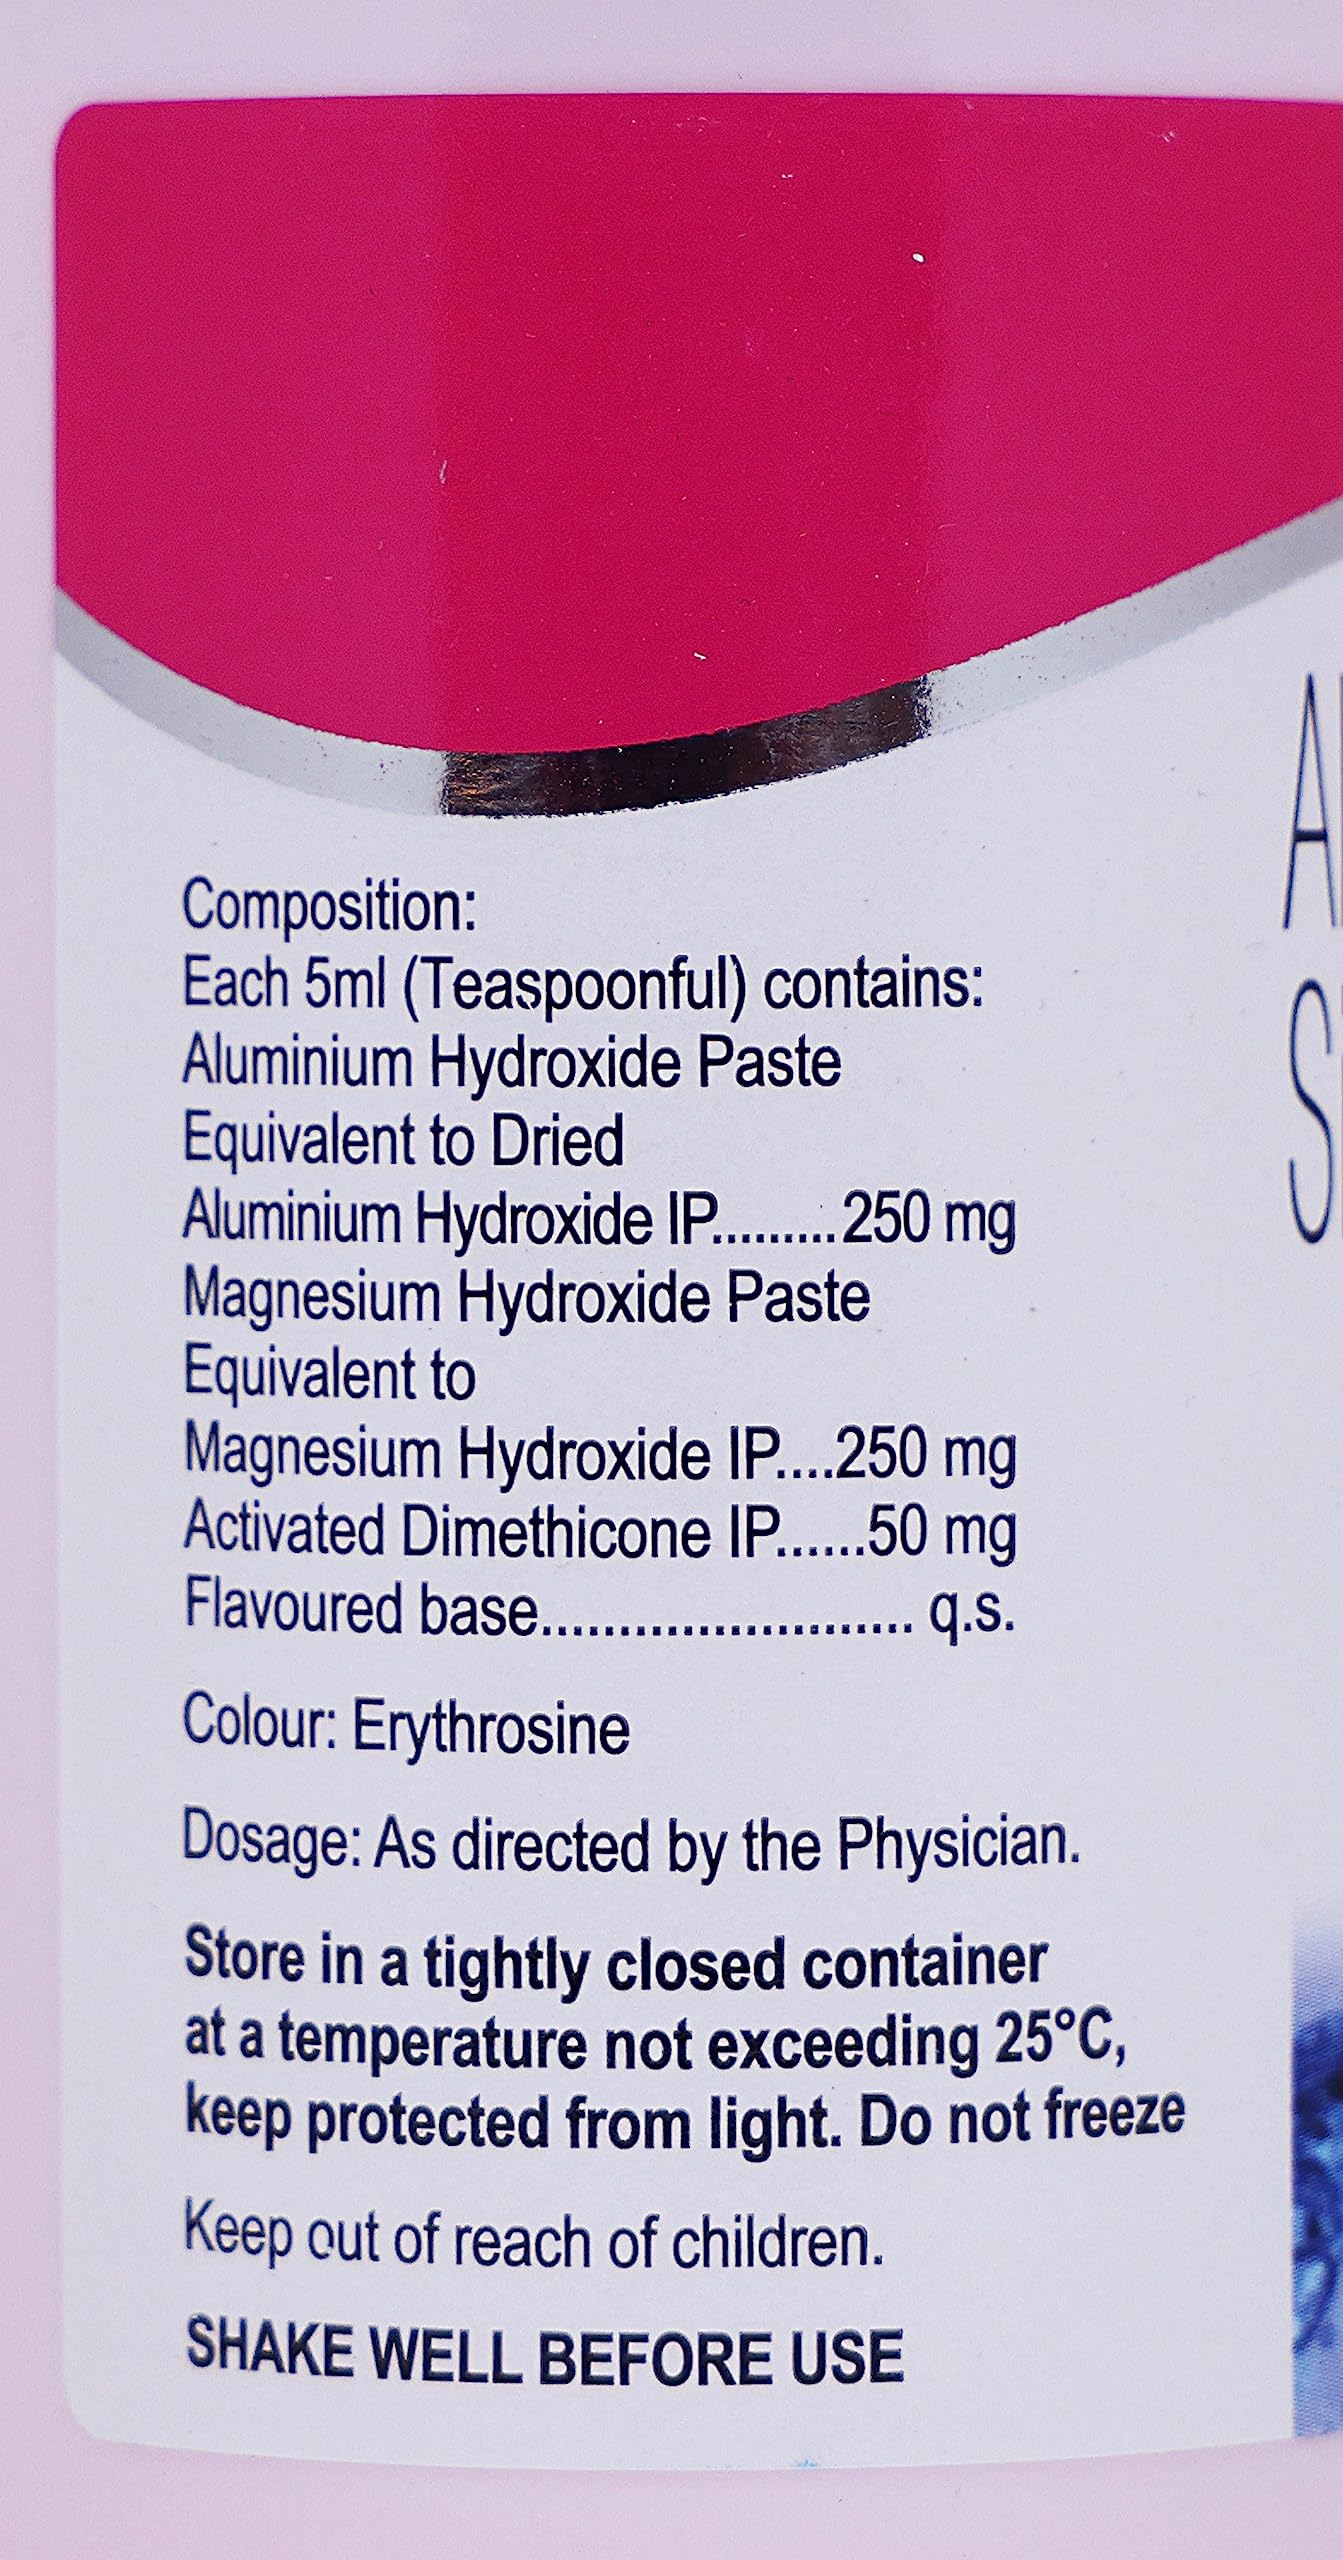 Composition:
Each 5ml (Teaspoonful) contains:
Aluminium Hydroxide Paste
Equivalent to Dried
Aluminium Hydroxide IP.........250 mg
Magnesium Hydroxide Paste
Equivalent to
Magnesium Hydroxide IP....250 mg
Activated Dimethicone IP......50 mg
Flavoured base........................ q.s.
Colour: Erythrosine
Dosage: As directed by the Physician.
Store in a tightly closed container
at a temperature not exceeding 25°C,
keep protected from light. Do not freeze
Keep out of reach of children.
SHAKE WELL BEFORE USE